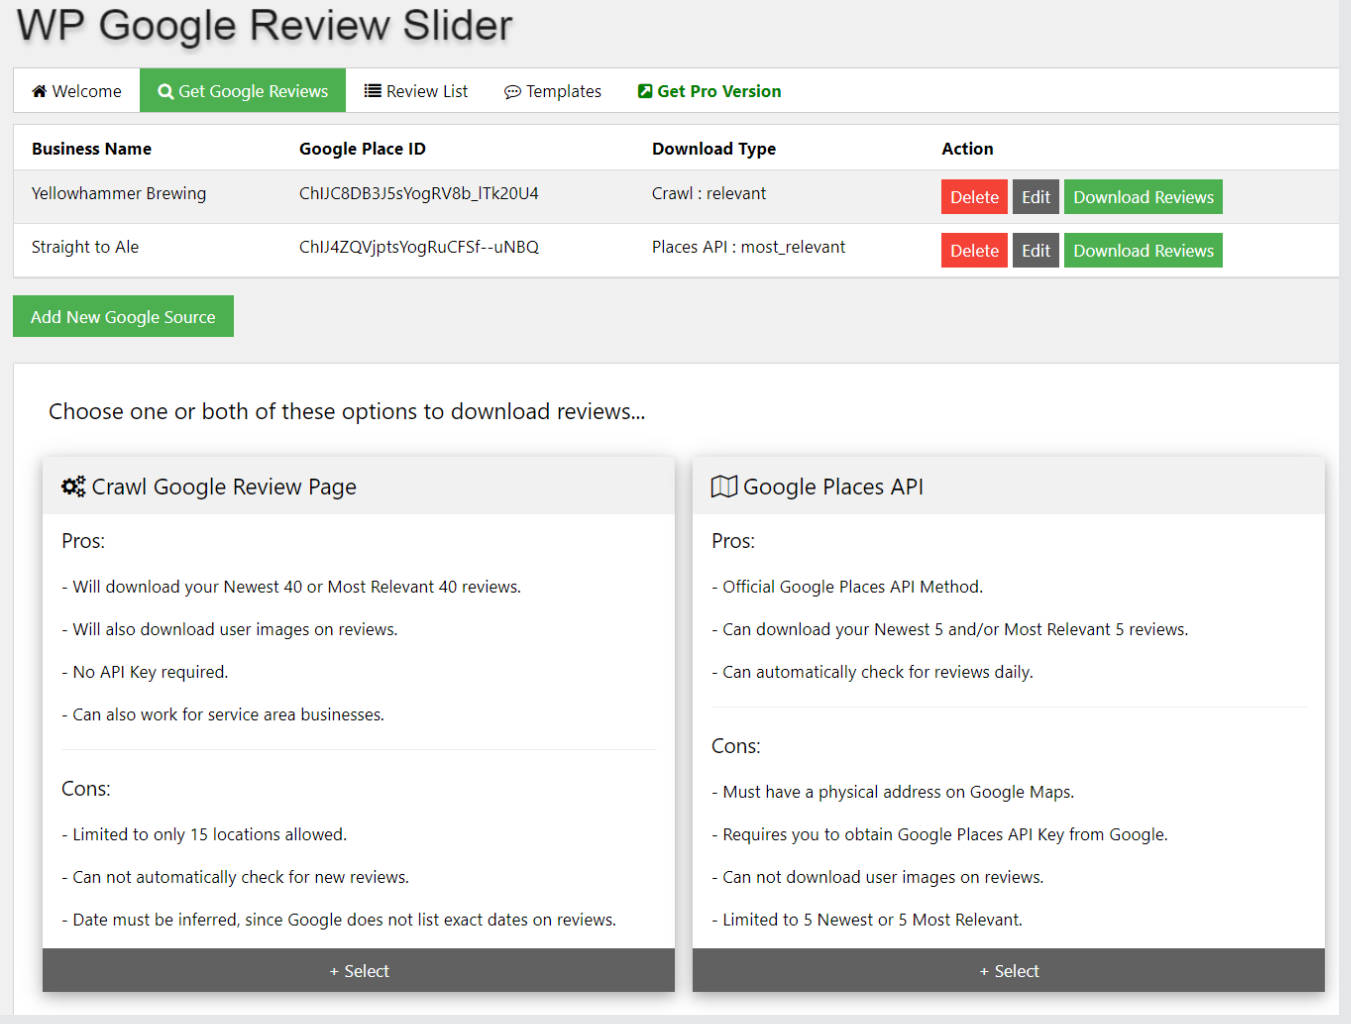 WP Google Review Slider
Welcome Get Google Reviews Review List Templates Get Pro Version
Business Name Google Place ID Download Type Action
Yellowhammer Brewing ChIJC8DB3J5sYogRV8b_lTk20U4 Crawl : relevant Delete Edit Download Reviews
Straight to Ale ChIJ4ZQVjptsYogRuCFSf--uNBQ Places API : most_relevant Delete Edit Download Reviews
Add New Google Source
Choose one or both of these options to download reviews...
Crawl Google Review Page
Pros:
- Will download your Newest 40 or Most Relevant 40 reviews.
- Will also download user images on reviews.
- No API Key required.
- Can also work for service area businesses.
Cons:
- Limited to only 15 locations allowed.
- Can not automatically check for new reviews.
- Date must be inferred, since Google does not list exact dates on reviews.
+ Select
Google Places API
Pros:
- Official Google Places API Method.
- Can download your Newest 5 and/or Most Relevant 5 reviews.
- Can automatically check for reviews daily.
Cons:
- Must have a physical address on Google Maps.
- Requires you to obtain Google Places API Key from Google.
- Can not download user images on reviews.
- Limited to 5 Newest or 5 Most Relevant.
+ Select